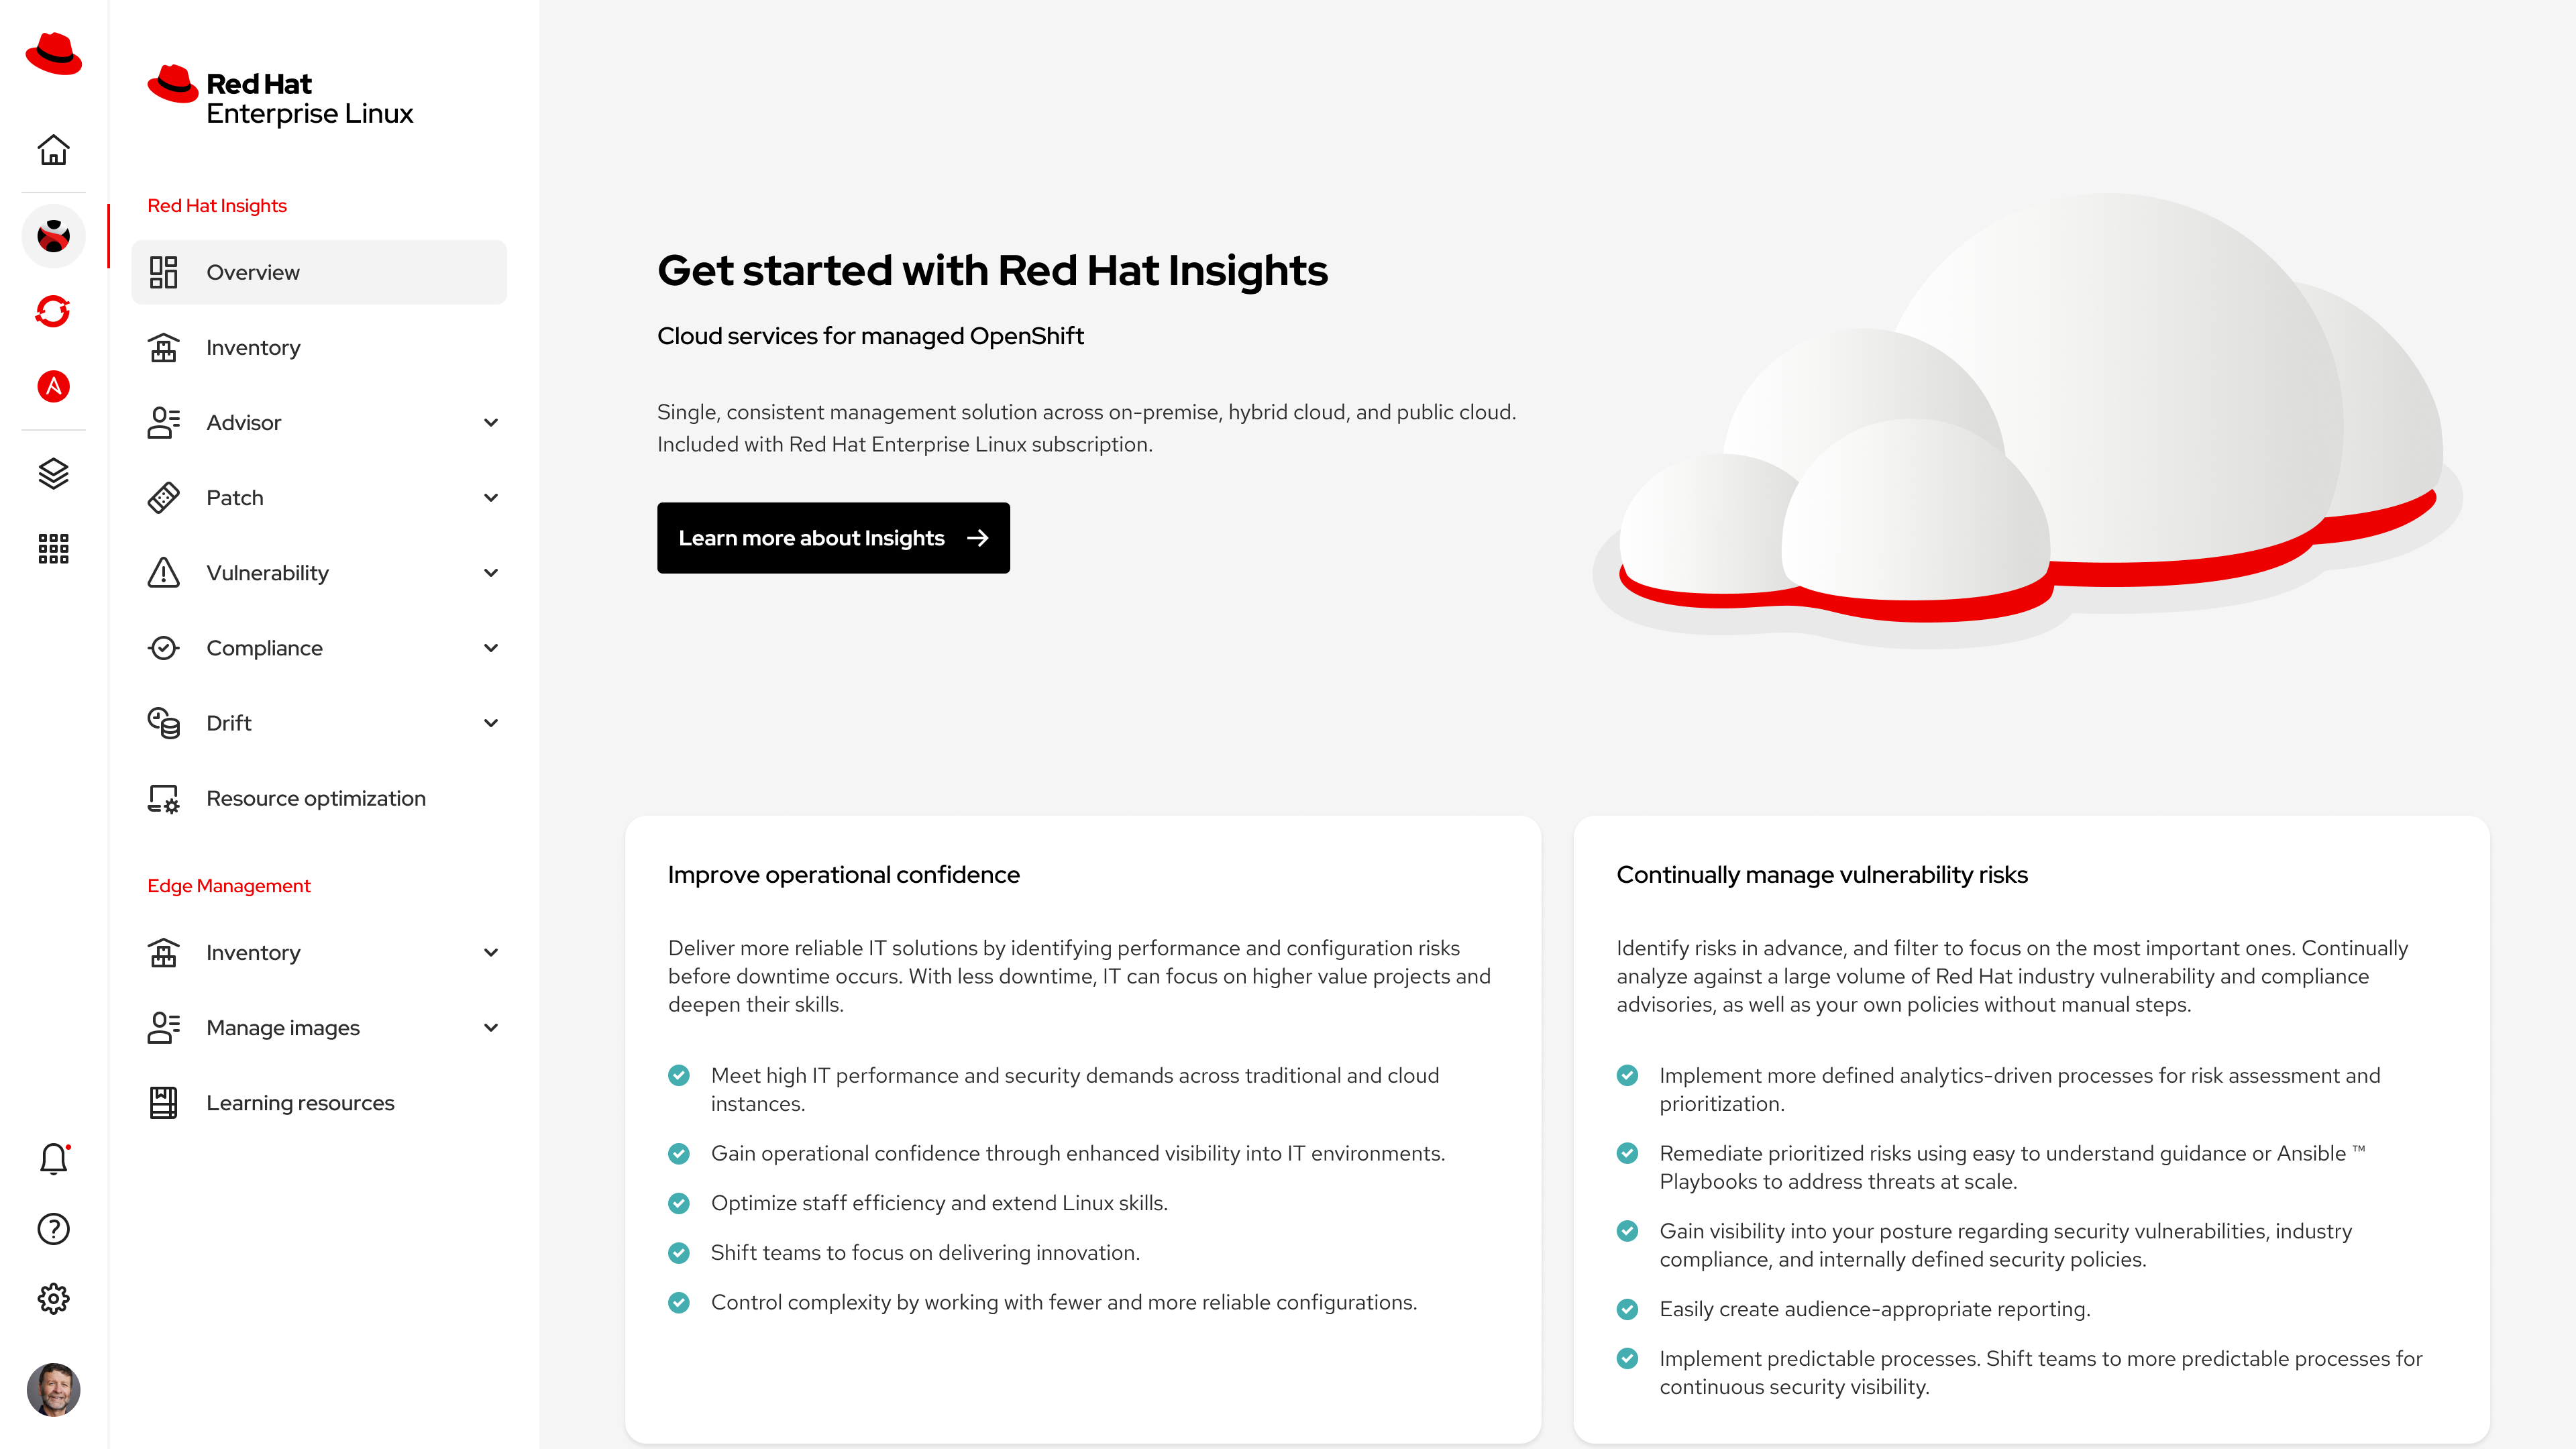 Red Hat
Enterprise Linux
Red Hat Insights
Overview
Inventory
Advisor
Patch
Vulnerability
Compliance
Drift
Resource optimization
Edge Management
Inventory
Manage images
Learning resources
Get started with Red Hat Insights
Cloud services for managed OpenShift
Single, consistent management solution across on-premise, hybrid cloud, and public cloud.
Included with Red Hat Enterprise Linux subscription.
Learn more about Insights
Improve operational confidence
Deliver more reliable IT solutions by identifying performance and configuration risks
before downtime occurs. With less downtime, IT can focus on higher value projects and
deepen their skills.
Meet high IT performance and security demands across traditional and cloud
instances.
Gain operational confidence through enhanced visibility into IT environments.
Optimize staff efficiency and extend Linux skills.
Shift teams to focus on delivering innovation.
Control complexity by working with fewer and more reliable configurations.
Continually manage vulnerability risks
Identify risks in advance, and filter to focus on the most important ones. Continually
analyze against a large volume of Red Hat industry vulnerability and compliance
advisories, as well as your own policies without manual steps.
Implement more defined analytics-driven processes for risk assessment and
prioritization.
Remediate prioritized risks using easy to understand guidance or Ansible ™
Playbooks to address threats at scale.
Gain visibility into your posture regarding security vulnerabilities, industry
compliance, and internally defined security policies.
Easily create audience-appropriate reporting.
Implement predictable processes. Shift teams to more predictable processes for
continuous security visibility.